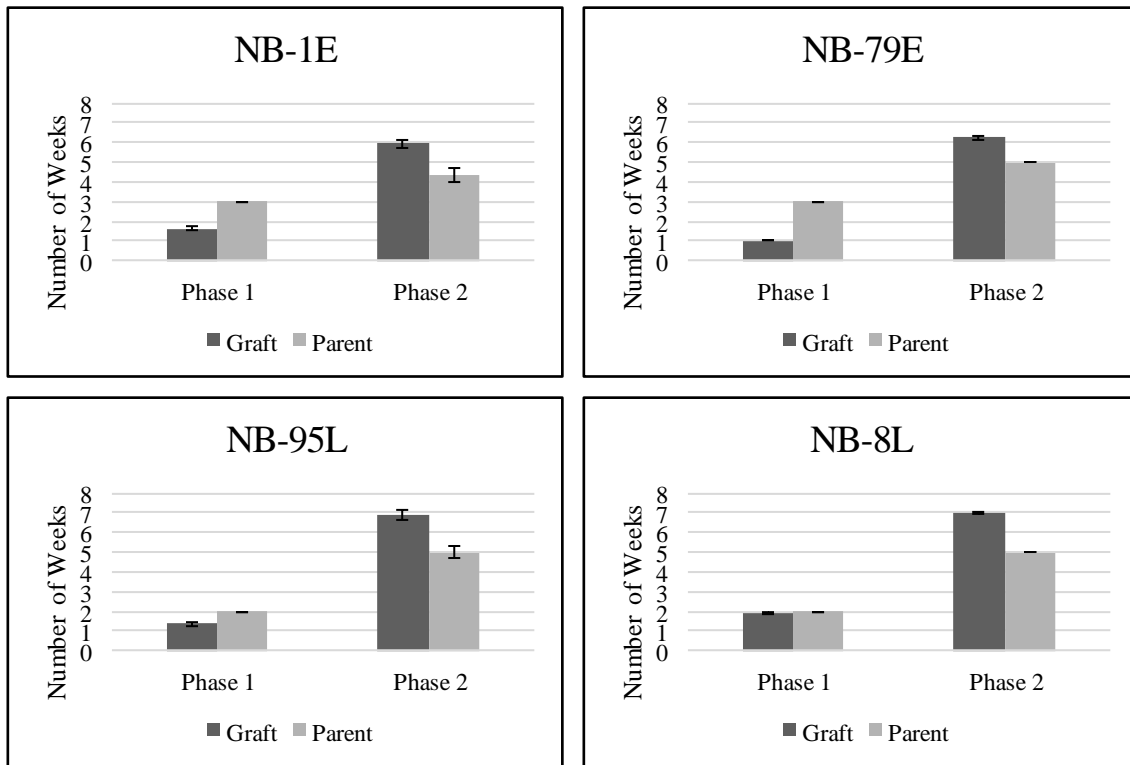 NB-1E
Number of Weeks
8
7
6
5
4
3
2
1
0
Phase 1 Phase 2
Graft Parent
NB-79E
Number of Weeks
8
7
6
5
4
3
2
1
0
Phase 1 Phase 2
Graft Parent
NB-95L
Number of Weeks
8
7
6
5
4
3
2
1
0
Phase 1 Phase 2
Graft Parent
NB-8L
Number of Weeks
8
7
6
5
4
3
2
1
0
Phase 1 Phase 2
Graft Parent